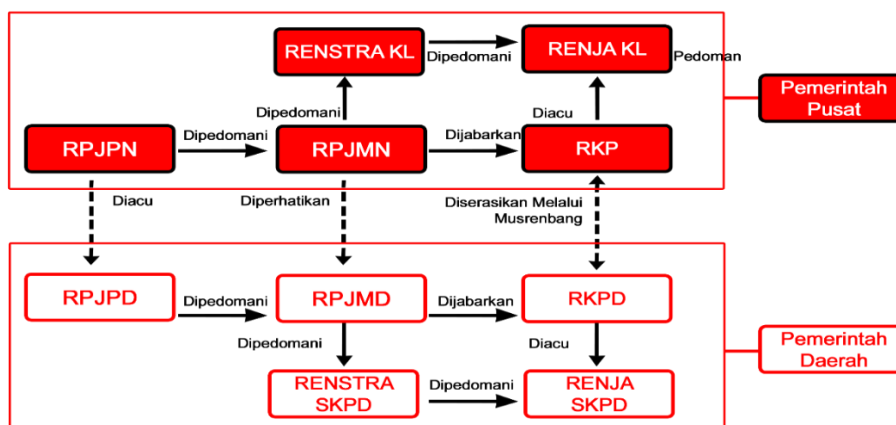 RENSTRA KL
Dipedomani
RENJA KL
Pedoman
Pemerintah
Pusat
Dipedomani
Diacu
RPJPN
Dipedomani
RPJMN
Dijabarkan
RKP
Diacu
Diperhatikan
Diserasikan Melalui
Musrenbang
RPJPD
Dipedomani
RPJMD
Dijabarkan
RKPD
Pemerintah
Daerah
Dipedomani
Diacu
RENSTRA
SKPD
Dipedomani
RENJA
SKPD